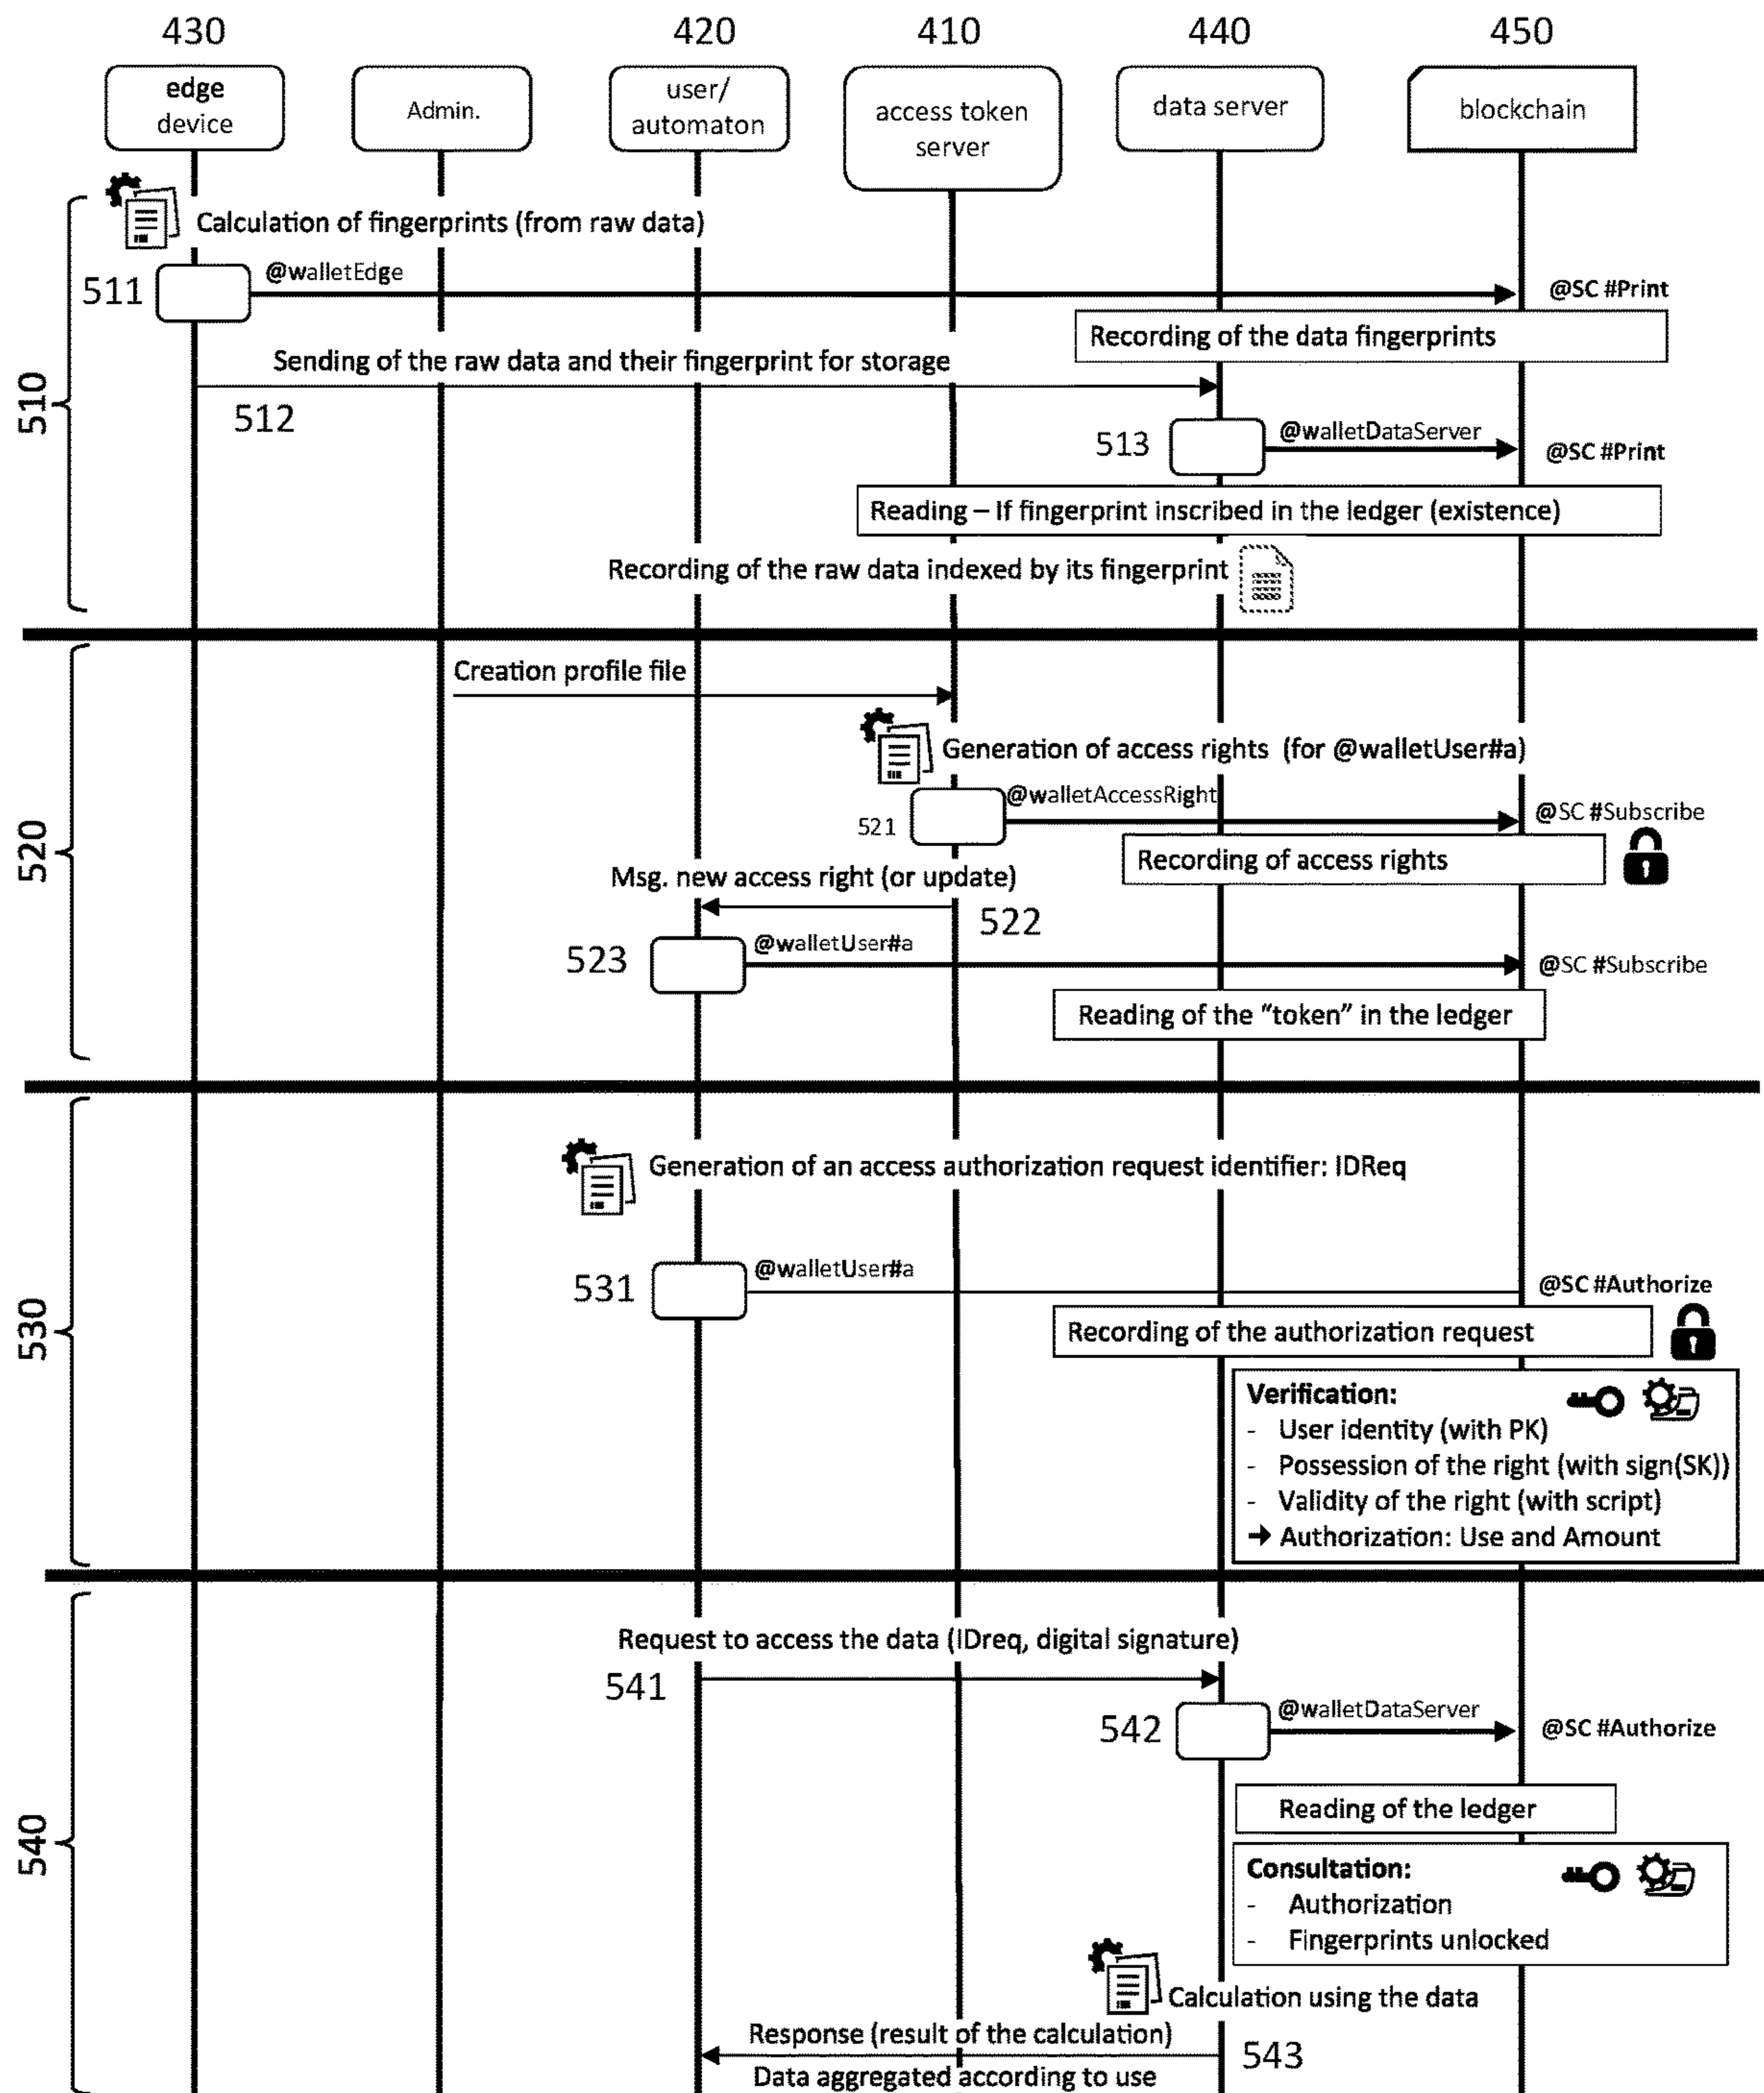 430 420 410 440 450
edge
device
Admin.
user/
automaton
access token
server
data server
blockchain
Calculation of fingerprints (from raw data)
511
@walletEdge
@SC #Print
Recording of the data fingerprints
Sending of the raw data and their fingerprint for storage
510
512
513
@walletDataServer
@SC #Print
Reading – If fingerprint inscribed in the ledger (existence)
Recording of the raw data indexed by its fingerprint
Creation profile file
Generation of access rights (for @walletUser#a)
@walletAccessRight
521
@SC #Subscribe
520
Recording of access rights
Msg. new access right (or update)
522
523
@walletUser#a
@SC #Subscribe
Reading of the “token” in the ledger
Generation of an access authorization request identifier: IDReq
531
@walletUser#a
@SC #Authorize
530
Recording of the authorization request
Verification:
- User identity (with PK)
- Possession of the right (with sign(SK))
- Validity of the right (with script)
➔ Authorization: Use and Amount
Request to access the data (IDreq, digital signature)
541
542
@walletDataServer
@SC #Authorize
540
Reading of the ledger
Consultation:
- Authorization
- Fingerprints unlocked
Calculation using the data
Response (result of the calculation)
543
Data aggregated according to use